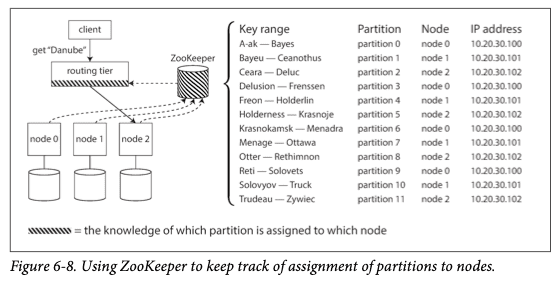 client
get “Danube”
routing tier
ZooKeeper
node 0 node 1 node 2
Key range Partition Node IP address
A-ak — Bayes partition 0 node 0 10.20.30.100
Bayeu — Ceanothus partition 1 node 1 10.20.30.101
Ceara — Deluc partition 2 node 2 10.20.30.102
Delusion — Frenssen partition 3 node 0 10.20.30.100
Freon — Holderlin partition 4 node 1 10.20.30.101
Holderness — Krasnoje partition 5 node 2 10.20.30.102
Krasnokamsk — Menadra partition 6 node 0 10.20.30.100
Menage — Ottawa partition 7 node 1 10.20.30.101
Otter — Rethimnon partition 8 node 2 10.20.30.102
Reti — Solovets partition 9 node 0 10.20.30.100
Solovyov — Truck partition 10 node 1 10.20.30.101
Trudeau — Zywiec partition 11 node 2 10.20.30.102
= the knowledge of which partition is assigned to which node
Figure 6-8. Using ZooKeeper to keep track of assignment of partitions to nodes.